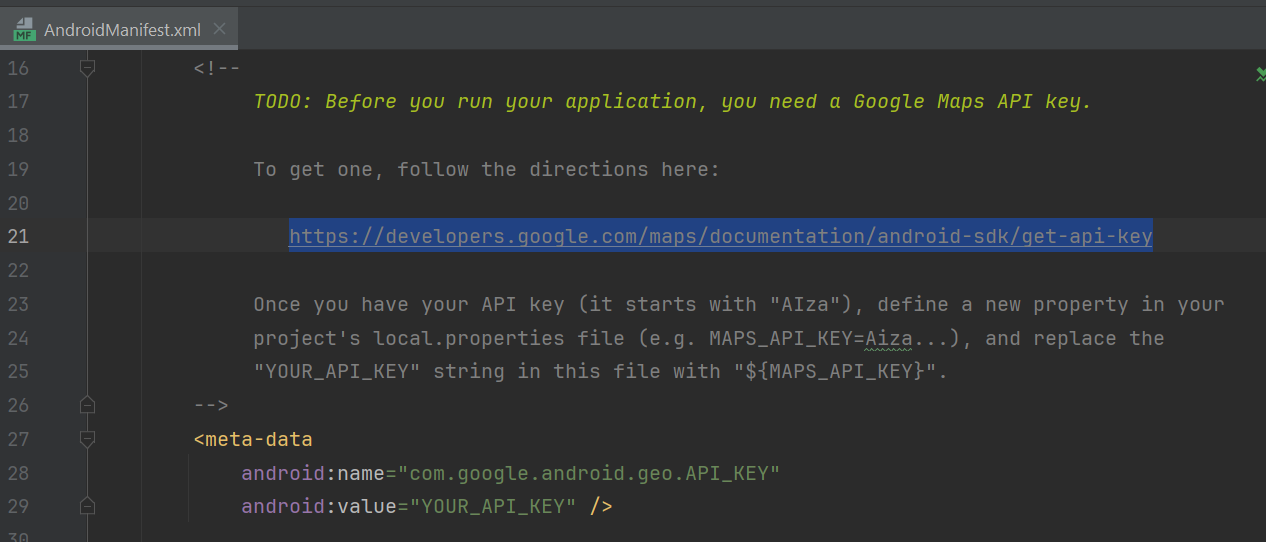 MF AndroidManifest.xml
16 <!--
17 TODO: Before you run your application, you need a Google Maps API key.
18
19 To get one, follow the directions here:
20
21 https://developers.google.com/maps/documentation/android-sdk/get-api-key
22
23 Once you have your API key (it starts with "AIza"), define a new property in your
24 project's local.properties file (e.g. MAPS_API_KEY=Aiza...), and replace the
25 "YOUR_API_KEY" string in this file with "${MAPS_API_KEY}".
26 -->
27 <meta-data
28 android:name="com.google.android.geo.API_KEY"
29 android:value="YOUR_API_KEY" />
30